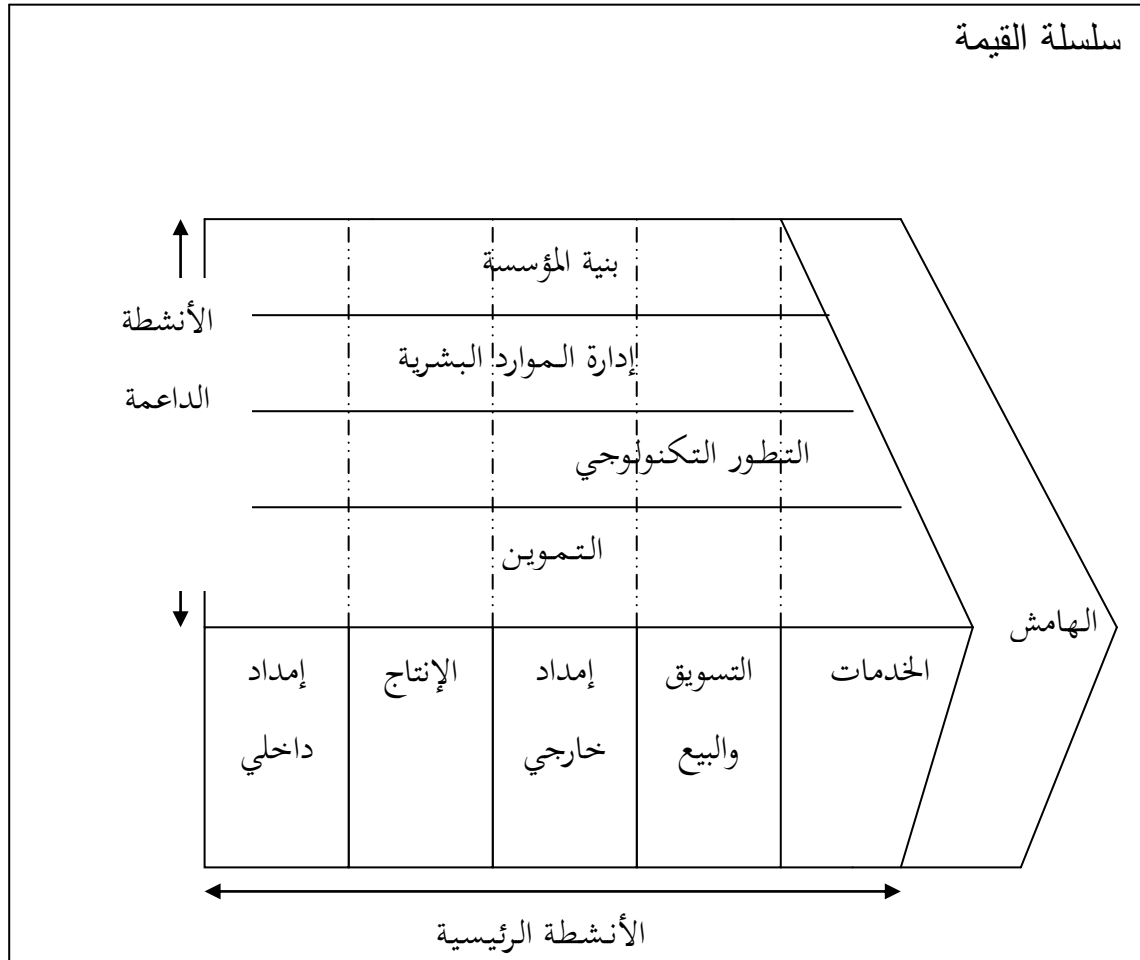 سلسلة القيمة
بنية المؤسسة
الأنشطة
الداعمة
إدارة الموارد البشرية
التطور التكنولوجي
التموين
الهامش
إمداد
داخلي
الإنتاج
إمداد
خارجي
التسويق
والبيع
الخدمات
الأنشطة الرئيسية